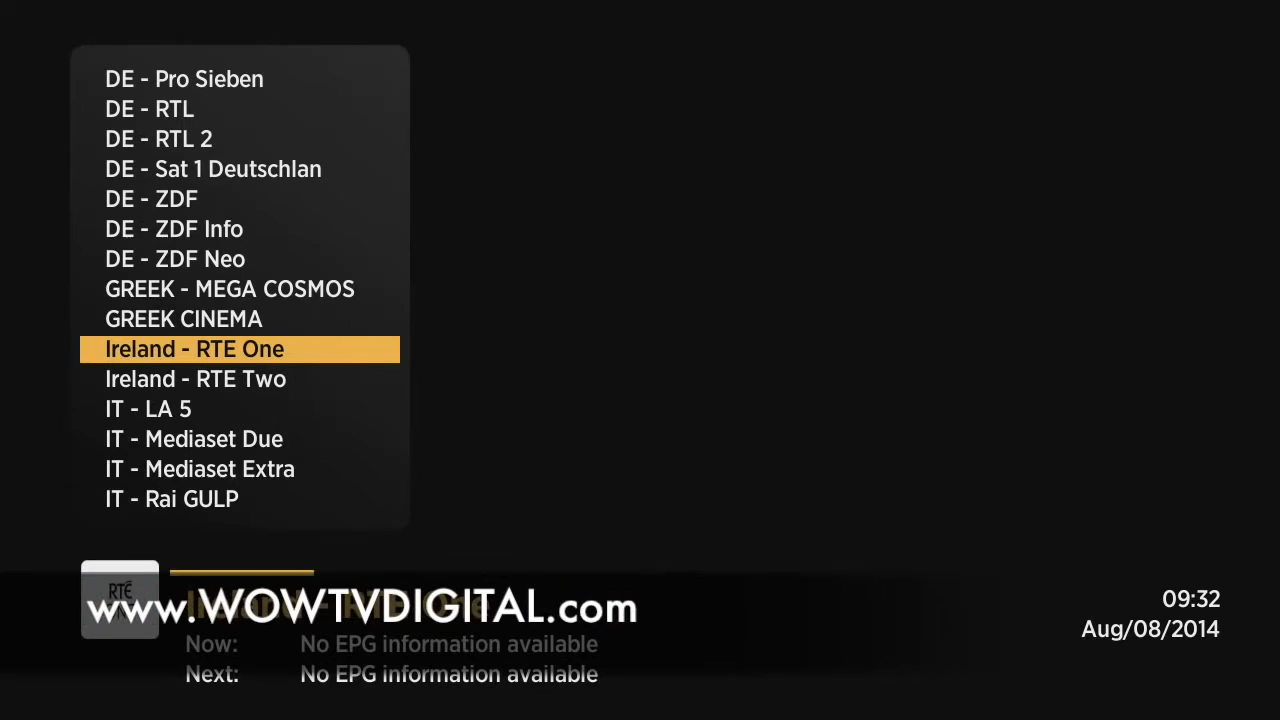 DE - Pro Sieben
DE - RTL
DE - RTL 2
DE - Sat 1 Deutschlan
DE - ZDF
DE - ZDF Info
DE - ZDF Neo
GREEK - MEGA COSMOS
GREEK CINEMA
Ireland - RTE One
Ireland - RTE Two
IT - LA 5
IT - Mediaset Due
IT - Mediaset Extra
IT - Rai GULP
RTÉ
Ireland - RTE One
www.WOWTVDIGITAL.com
Now: No EPG information available
Next: No EPG information available
09:32
Aug/08/2014